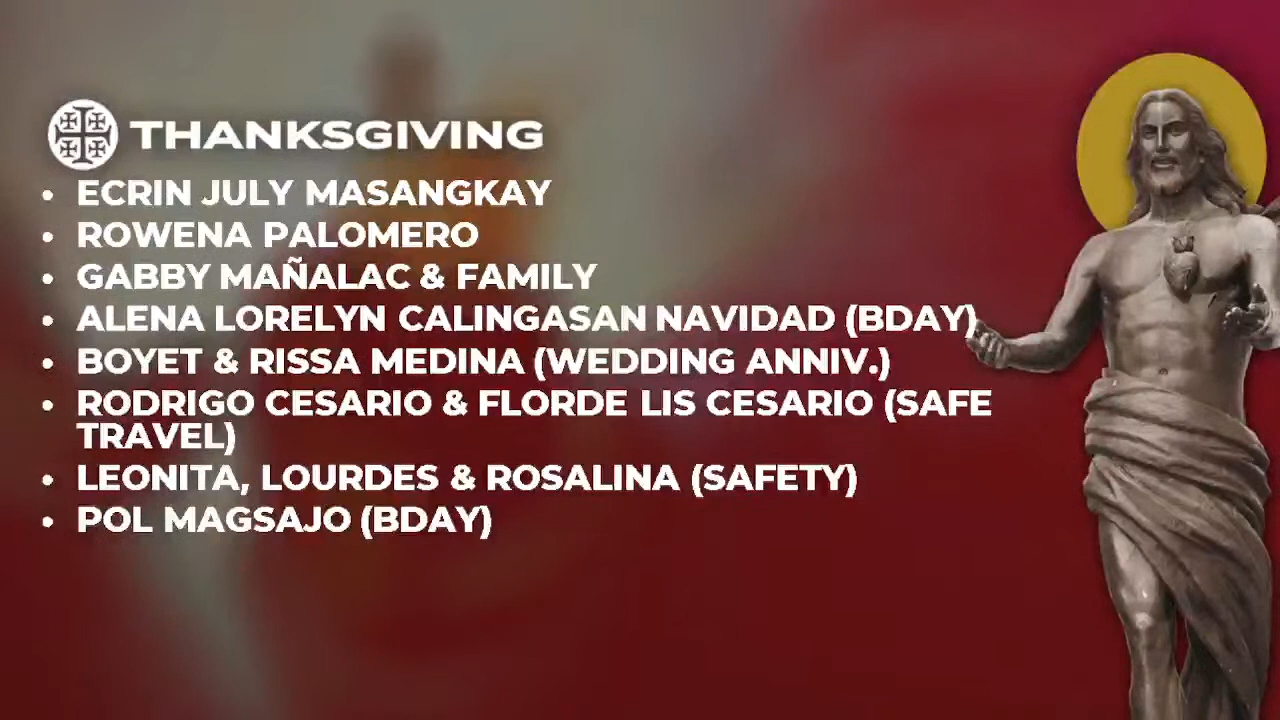 THANKSGIVING
• ECRIN JULY MASANGKAY
• ROWENA PALOMERO
• GABBY MAÑALAC & FAMILY
• ALENA LORELYN CALINGASAN NAVIDAD (BDAY)
• BOYET & RISSA MEDINA (WEDDING ANNIV.)
• RODRIGO CESARIO & FLORDE LIS CESARIO (SAFE
TRAVEL)
• LEONITA, LOURDES & ROSALINA (SAFETY)
• POL MAGSAJO (BDAY)